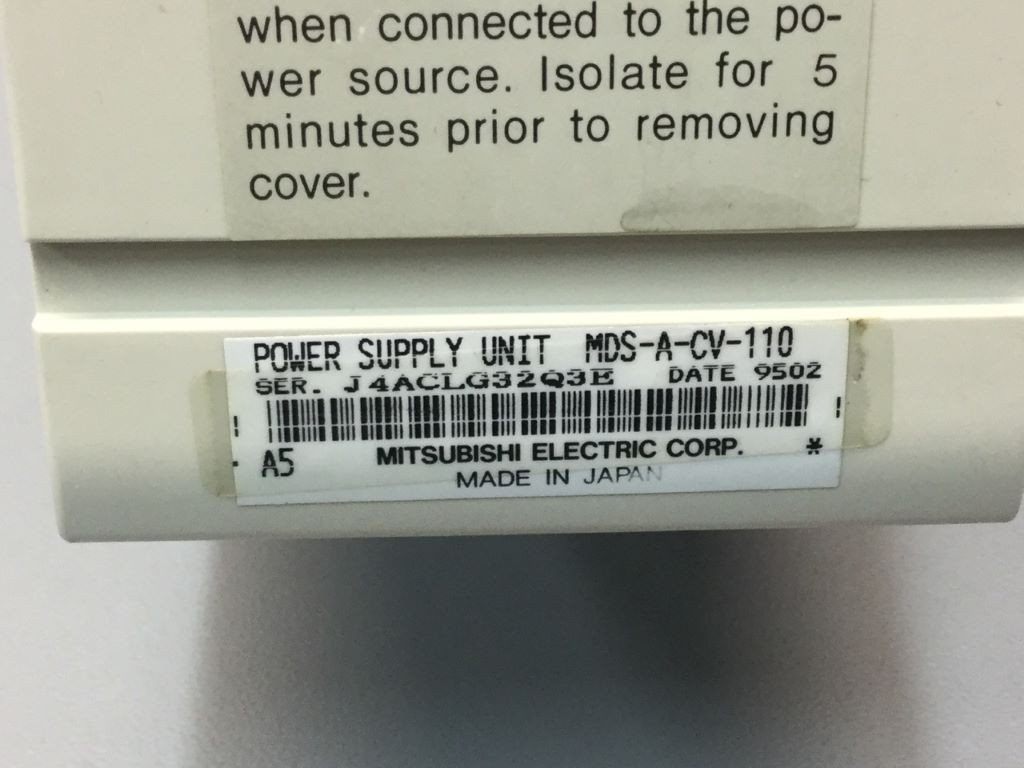 when connected to the po-
wer source. Isolate for 5
minutes prior to removing
cover.
POWER SUPPLY UNIT MDS-A-CV-110
SER. J4ACLG32Q3E DATE 9502
A5 MITSUBISHI ELECTRIC CORP. *
MADE IN JAPAN